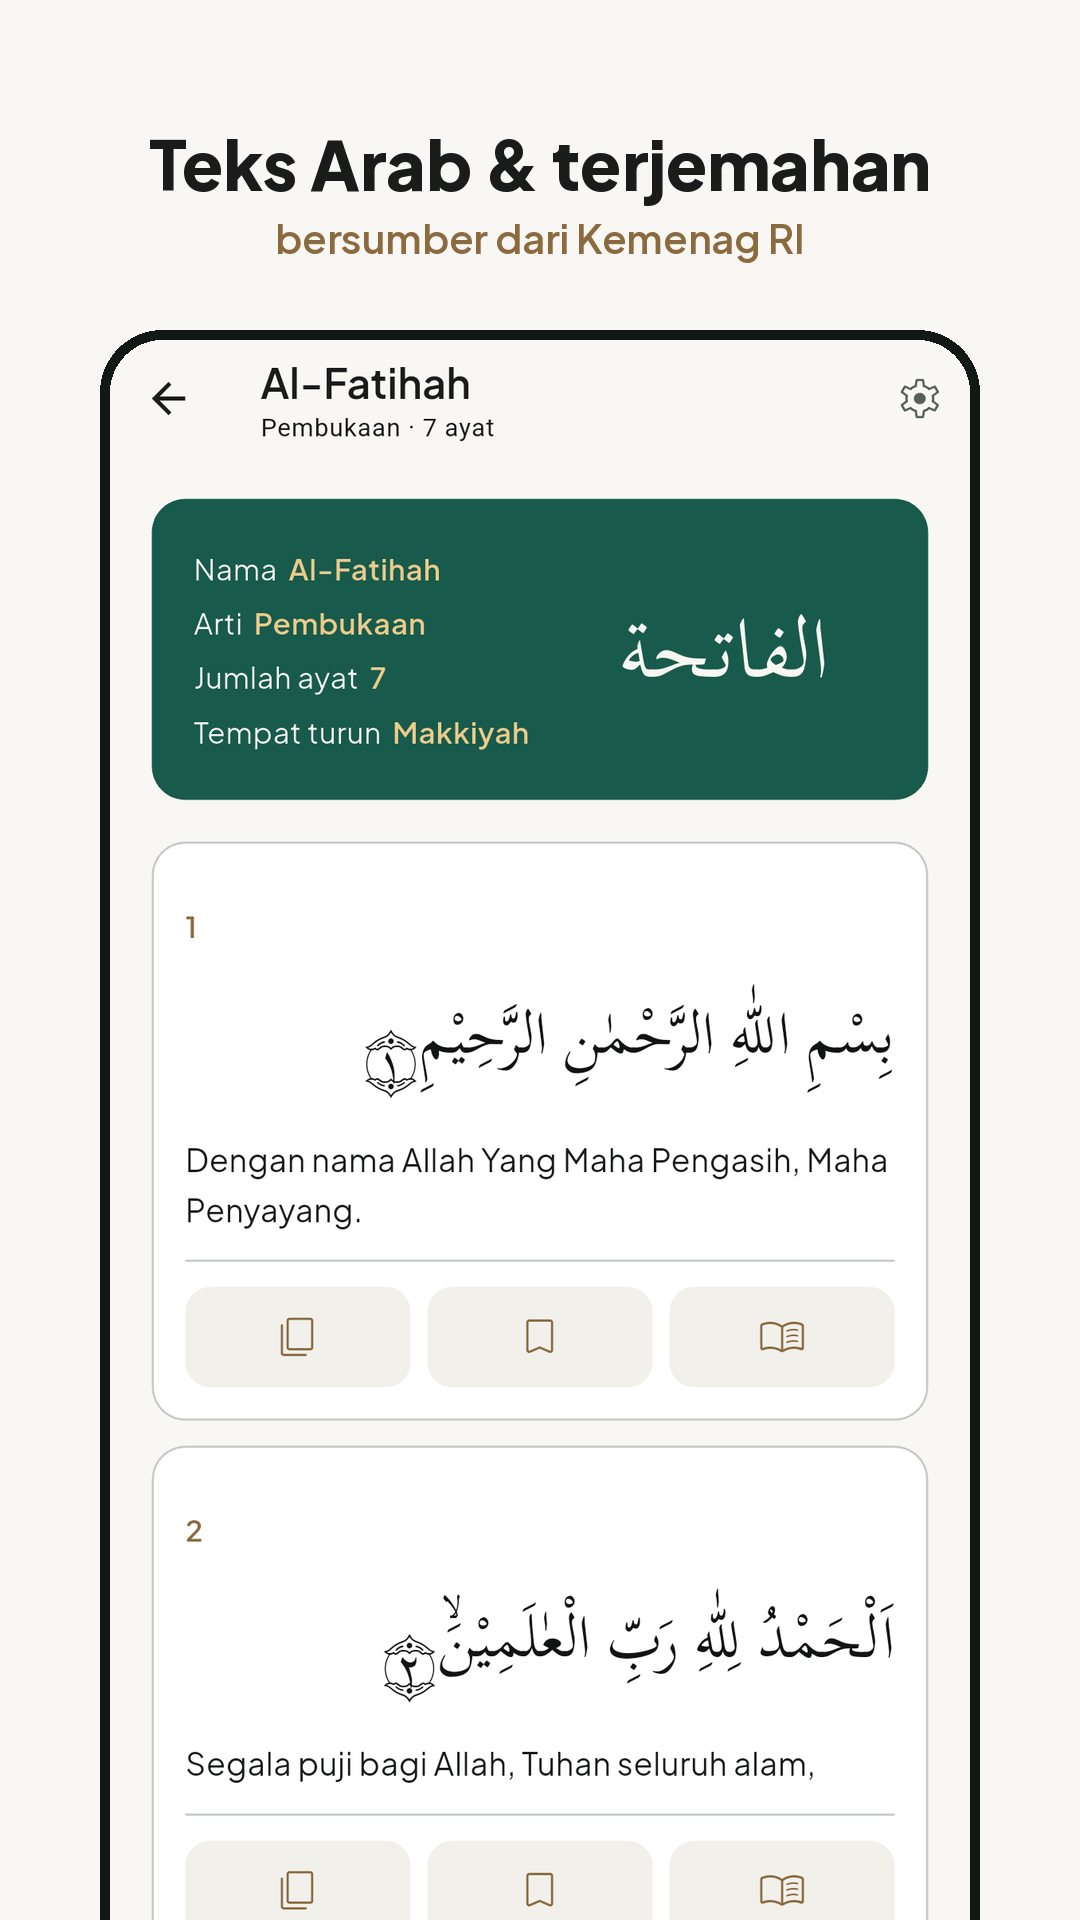 Teks Arab & terjemahan
bersumber dari Kemenag RI
Al-Fatihah
Pembukaan · 7 ayat
Nama Al-Fatihah
Arti Pembukaan
Jumlah ayat 7
Tempat turun Makkiyah
الفاتحة
1
بِسْمِ اللّٰهِ الرَّحْمٰنِ الرَّحِيْمِ ١
Dengan nama Allah Yang Maha Pengasih, Maha
Penyayang.
2
اَلْحَمْدُ لِلّٰهِ رَبِّ الْعٰلَمِيْنَۙ ٢
Segala puji bagi Allah, Tuhan seluruh alam,